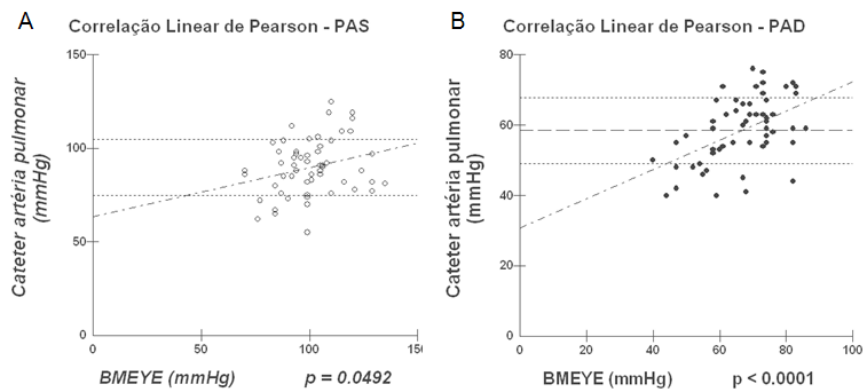 A
Correlação Linear de Pearson - PAS
Cateter artéria pulmonar
(mmHg)
150
100
50
0
0
50
100
150
BMEYE (mmHg)
p = 0.0492
B
Correlação Linear de Pearson - PAD
Cateter artéria pulmonar
(mmHg)
80
60
40
20
0
0
20
40
60
80
100
BMEYE (mmHg)
p < 0.0001